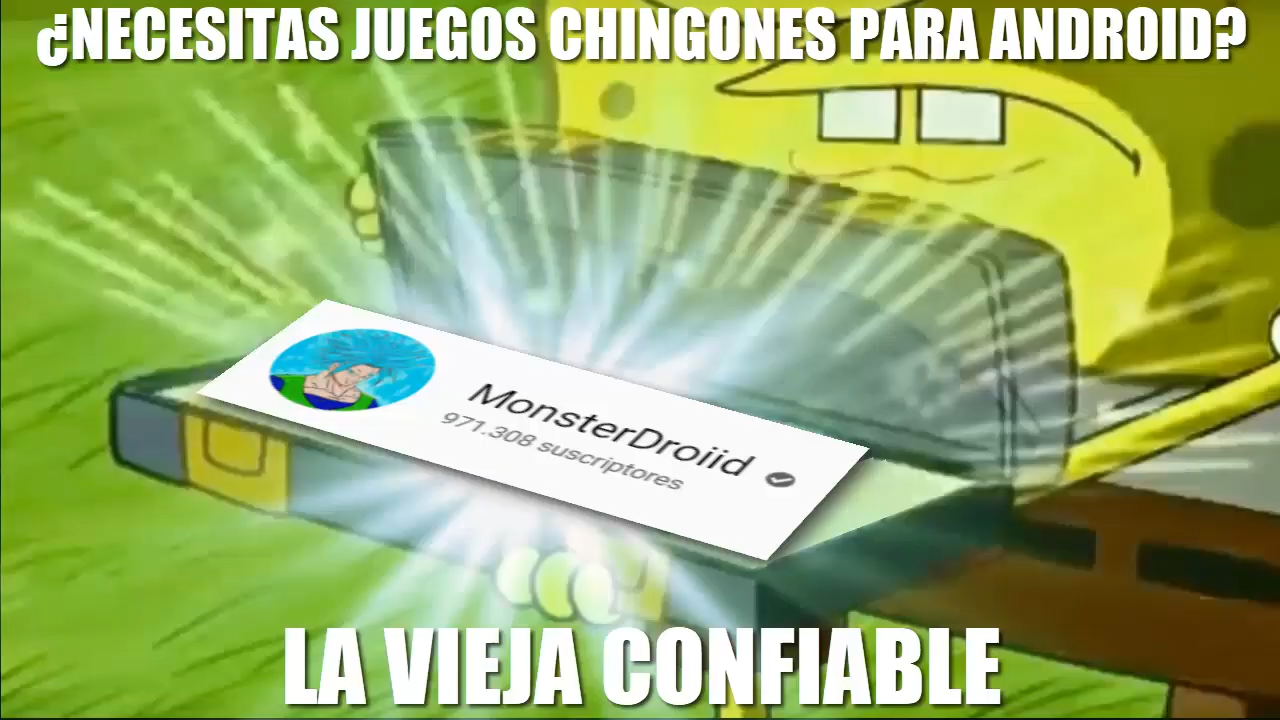 ¿NECESITAS JUEGOS CHINGONES PARA ANDROID?
MonsterDroiid
971.308 suscriptores
LA VIEJA CONFIABLE